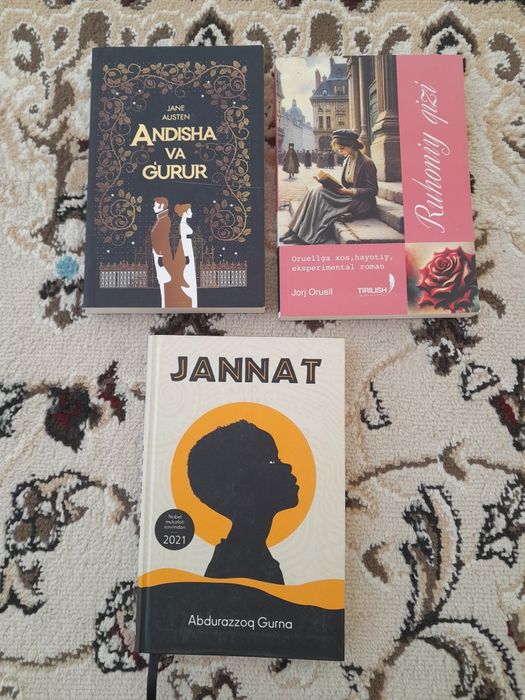 JANE
AUSTEN
ANDISHA
VA
GʻURUR
Ruhoniy qizi
Oruellga xos,hayotiy,
eksperimental roman
Jorj Oruell
TIRILISH
JANNAT
Nobel
mukofoti
sovrindori
2021
Abdurazzoq Gurna